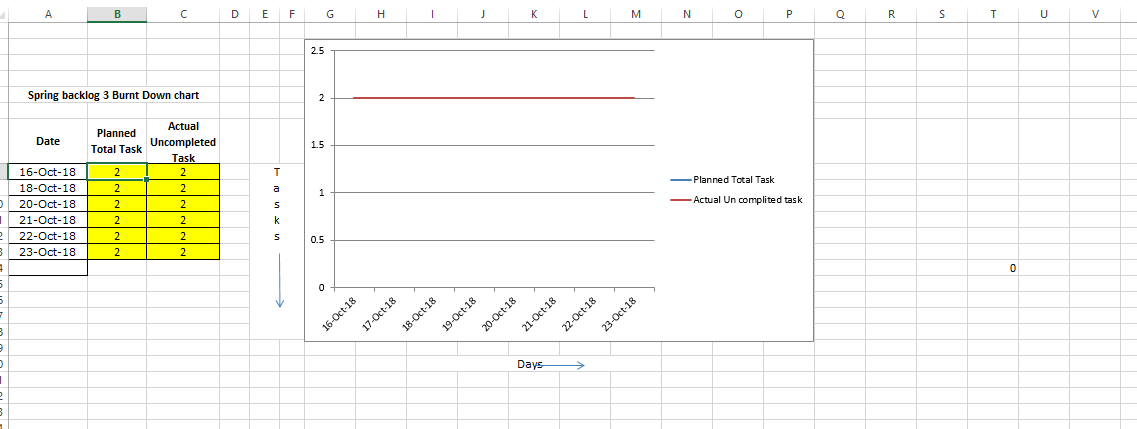 A B C D E F G H I J K L M N O P Q R S T U V
Spring backlog 3 Burnt Down chart
Date Planned Total Task Actual Uncompleted Task
16-Oct-18 2 2
18-Oct-18 2 2
20-Oct-18 2 2
21-Oct-18 2 2
22-Oct-18 2 2
23-Oct-18 2 2
T
a
s
k
s
2.5
2
1.5
1
0.5
0
16-Oct-18 17-Oct-18 18-Oct-18 19-Oct-18 20-Oct-18 21-Oct-18 22-Oct-18 23-Oct-18
Planned Total Task
Actual Un complited task
Days
0